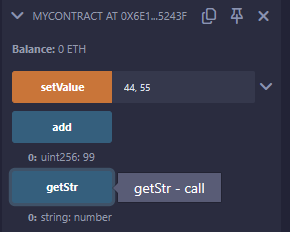 MYCONTRACT AT 0X6E1...5243F
Balance: 0 ETH
setValue 44, 55
add
0: uint256: 99
getStr getStr - call
0: string: number